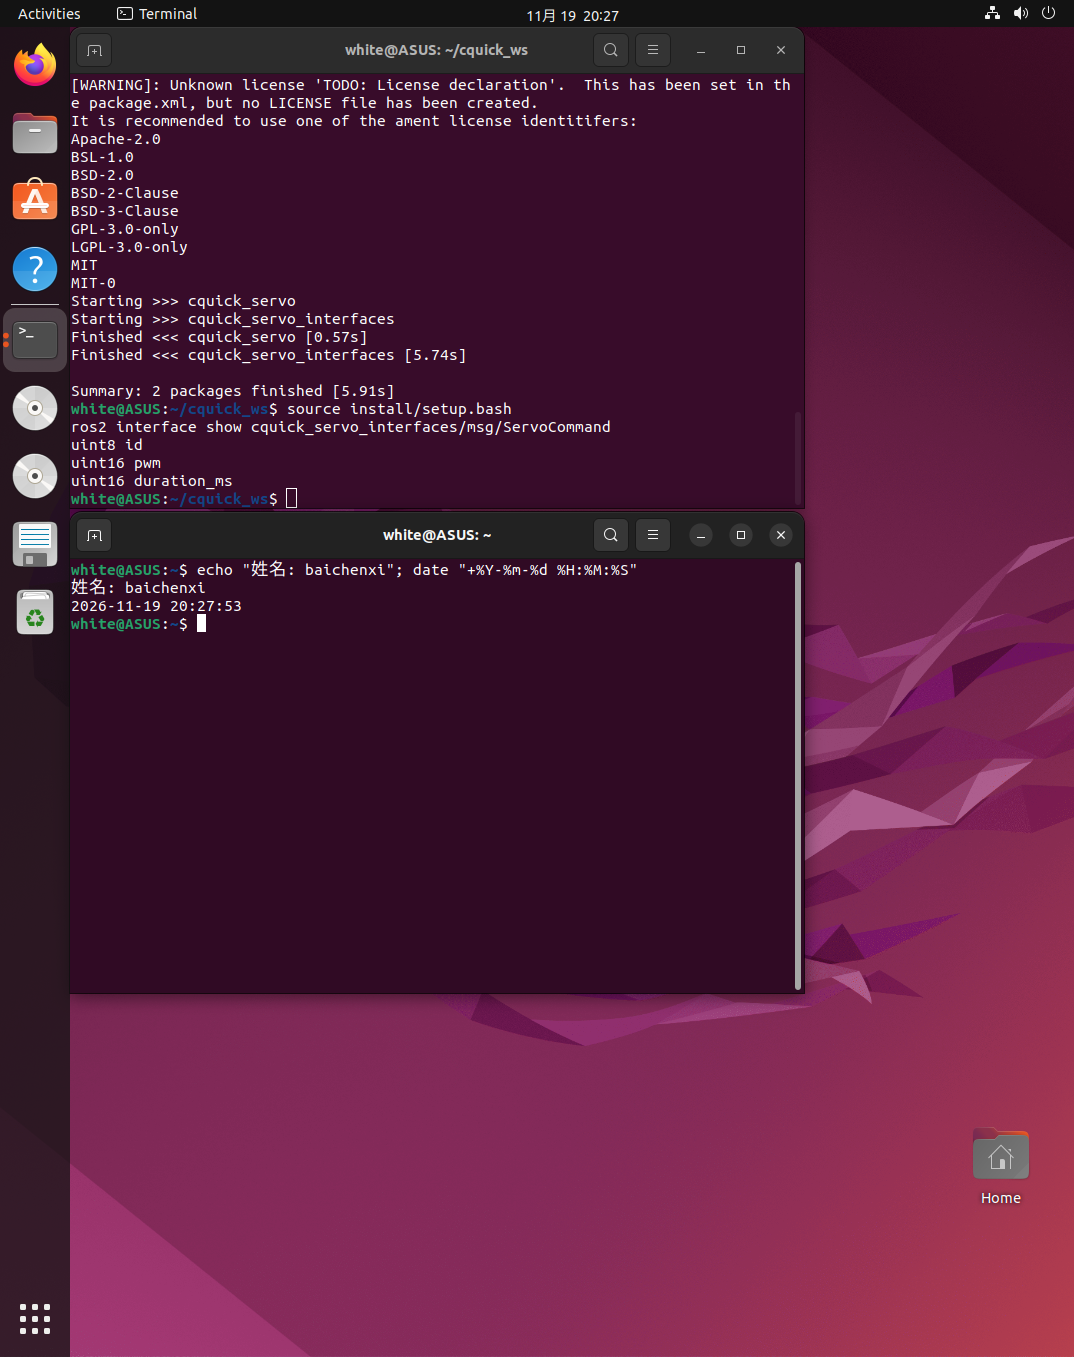 Activities
Terminal
11月 19 20:27
white@ASUS: ~/cquick_ws
[WARNING]: Unknown license 'TODO: License declaration'.  This has been set in th
e package.xml, but no LICENSE file has been created.
It is recommended to use one of the ament license identitifers:
Apache-2.0
BSL-1.0
BSD-2.0
BSD-2-Clause
BSD-3-Clause
GPL-3.0-only
LGPL-3.0-only
MIT
MIT-0
Starting >>> cquick_servo
Starting >>> cquick_servo_interfaces
Finished <<< cquick_servo [0.57s]
Finished <<< cquick_servo_interfaces [5.74s]
Summary: 2 packages finished [5.91s]
white@ASUS:~/cquick_ws$ source install/setup.bash
ros2 interface show cquick_servo_interfaces/msg/ServoCommand
uint8 id
uint16 pwm
uint16 duration_ms
white@ASUS:~/cquick_ws$
white@ASUS: ~
white@ASUS:~$ echo "姓名: baichenxi"; date "+%Y-%m-%d %H:%M:%S"
姓名: baichenxi
2026-11-19 20:27:53
white@ASUS:~$
Home